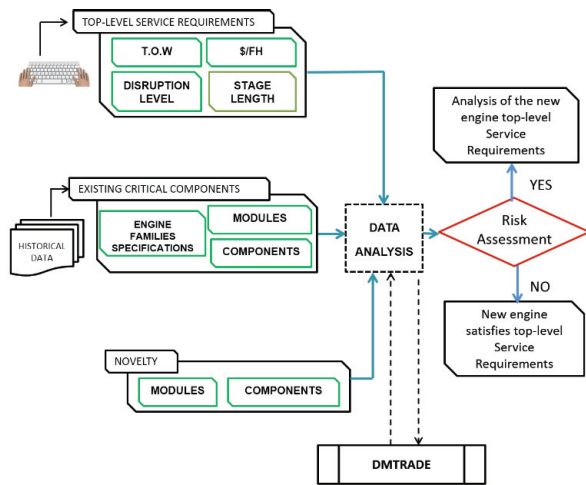 TOP-LEVEL SERVICE REQUIREMENTS
T.O.W
$/FH
DISRUPTION
LEVEL
STAGE
LENGTH
Analysis of the new
engine top-level
Service
Requirements
YES
EXISTING CRITICAL COMPONENTS
HISTORICAL
DATA
ENGINE
FAMILIES
SPECIFICATIONS
MODULES
COMPONENTS
DATA
ANALYSIS
Risk
Assessment
NO
New engine
satisfies top-level
Service
Requirements
NOVELTY
MODULES
COMPONENTS
DMTRADE